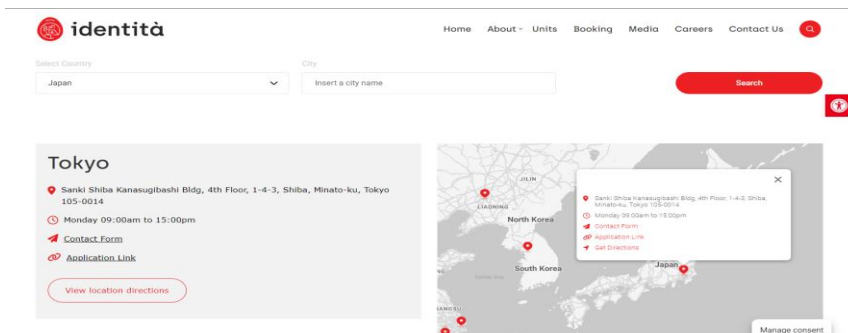 identità
Home About Units Booking Media Careers Contact Us
Select Country
City
Japan
Insert a city name
Search
Tokyo
Sanki Shiba Kanasugibashi Bldg, 4th Floor, 1-4-3, Shiba, Minato-ku, Tokyo
105-0014
Monday 09:00am to 15:00pm
Contact Form
Application Link
View location directions
JILIN
LIAONING
North Korea
South Korea
Japan
Sanki Shiba Kanasugibashi Bldg, 4th Floor, 1-4-3, Shiba,
Minato-ku, Tokyo 105-0014
Monday 09:00am to 15:00pm
Contact Form
Application Link
Get Directions
Manage consent